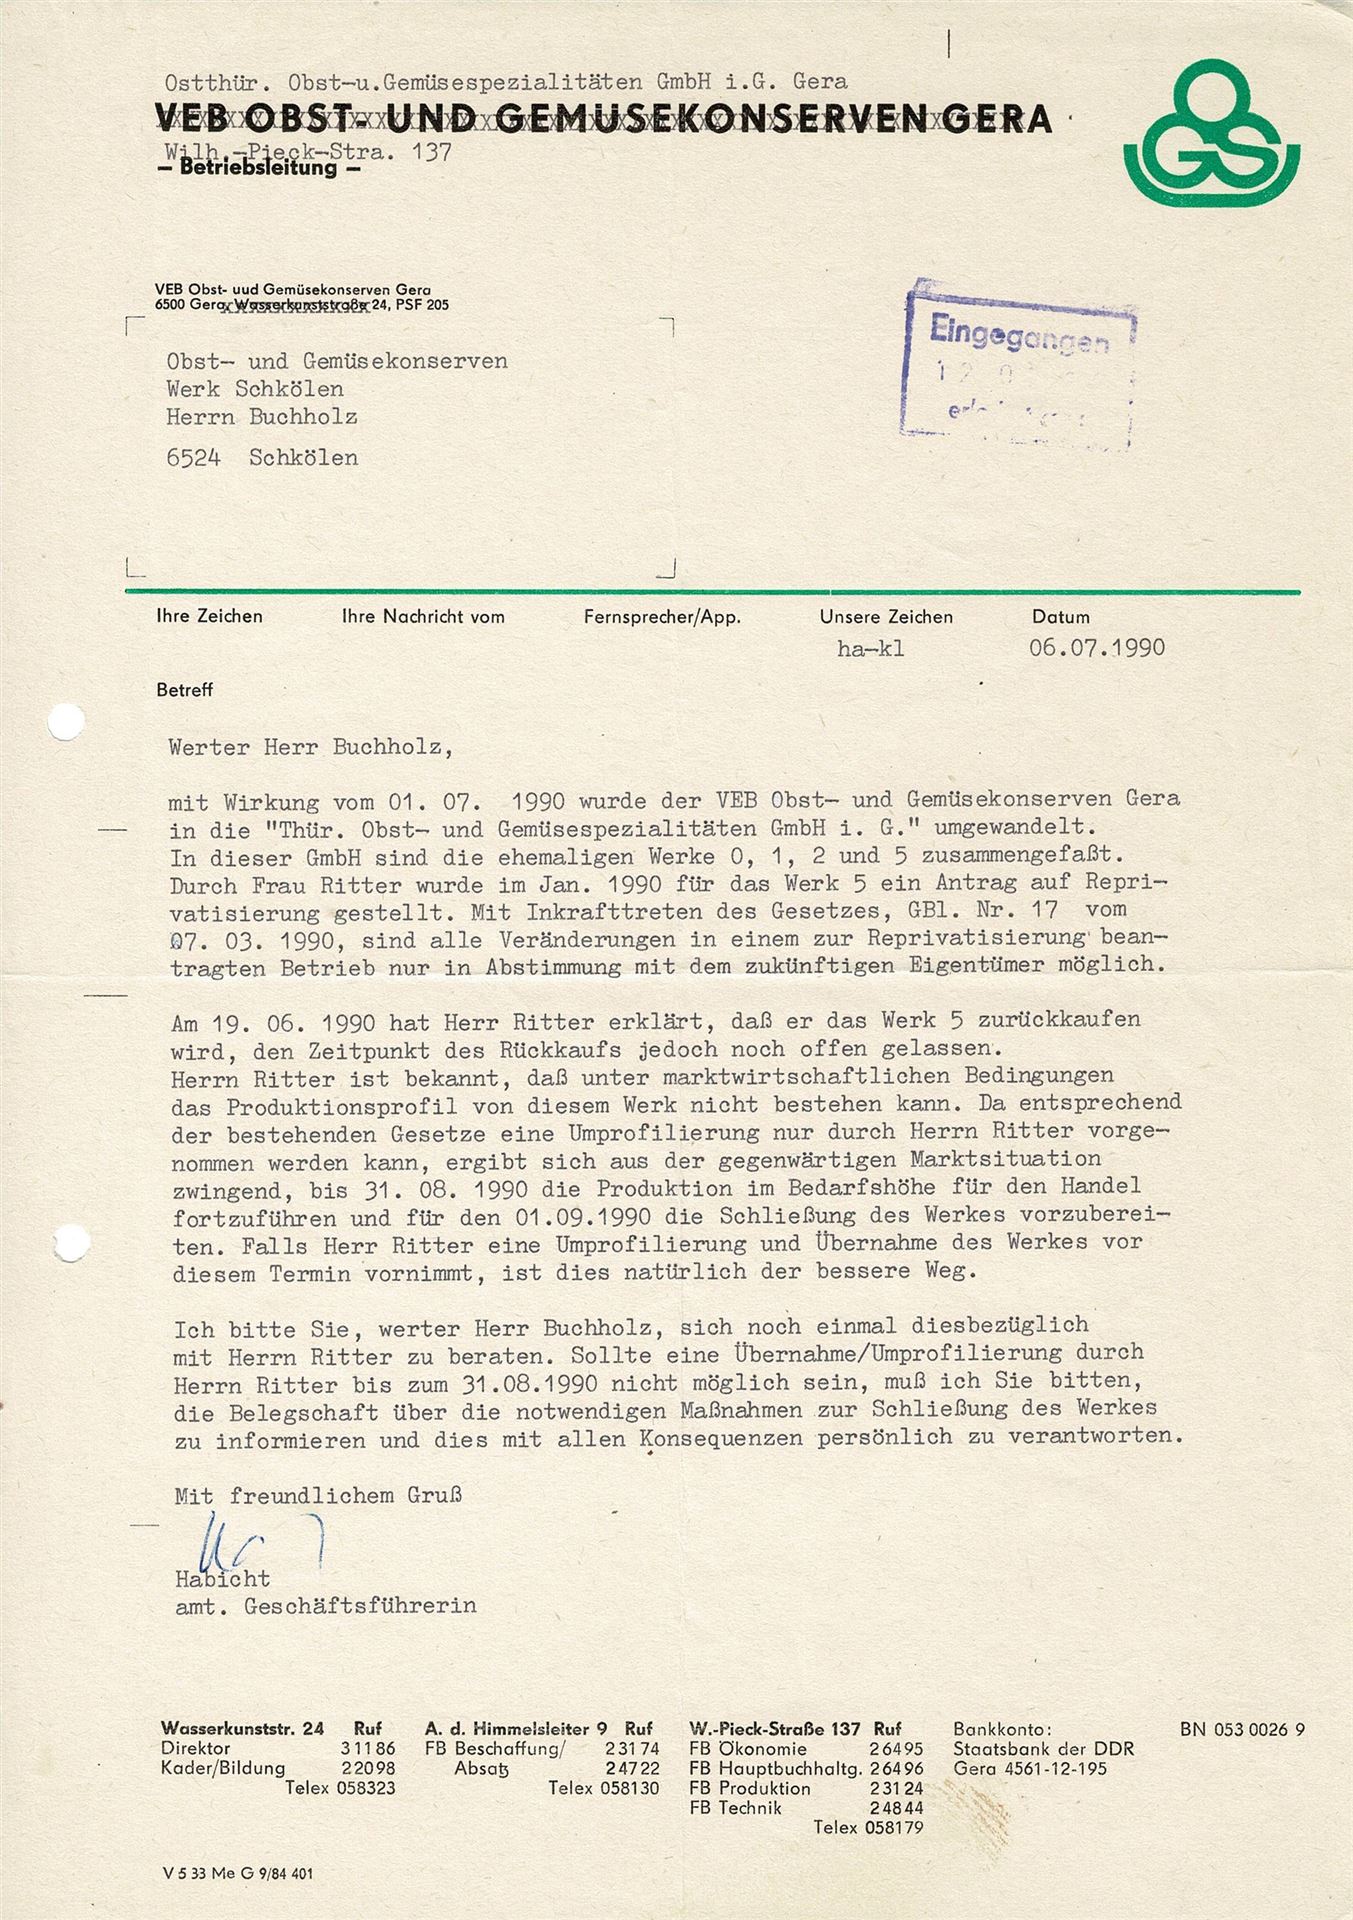 Ostthür. Obst-u.Gemüsespezialitäten GmbH i.G. Gera
VEB OBST- UND GEMÜSEKONSERVEN GERA
Wilh.-Pieck-Stra. 137
– Betriebsleitung –
OGS
VEB Obst- uud Gemüsekonserven Gera
6500 Gera, Wasserkunststraße 24, PSF 205
Eingegangen
Obst- und Gemüsekonserven
Werk Schkölen
Herrn Buchholz
6524 Schkölen
Ihre Zeichen Ihre Nachricht vom Fernsprecher/App. Unsere Zeichen Datum
ha-kl 06.07.1990
Betreff
Werter Herr Buchholz,
mit Wirkung vom 01. 07. 1990 wurde der VEB Obst- und Gemüsekonserven Gera
in die "Thür. Obst- und Gemüsespezialitäten GmbH i. G." umgewandelt.
In dieser GmbH sind die ehemaligen Werke 0, 1, 2 und 5 zusammengefaßt.
Durch Frau Ritter wurde im Jan. 1990 für das Werk 5 ein Antrag auf Repri-
vatisierung gestellt. Mit Inkrafttreten des Gesetzes, GBl. Nr. 17 vom
07. 03. 1990, sind alle Veränderungen in einem zur Reprivatisierung bean-
tragten Betrieb nur in Abstimmung mit dem zukünftigen Eigentümer möglich.
Am 19. 06. 1990 hat Herr Ritter erklärt, daß er das Werk 5 zurückkaufen
wird, den Zeitpunkt des Rückkaufs jedoch noch offen gelassen.
Herrn Ritter ist bekannt, daß unter marktwirtschaftlichen Bedingungen
das Produktionsprofil von diesem Werk nicht bestehen kann. Da entsprechend
der bestehenden Gesetze eine Umprofilierung nur durch Herrn Ritter vorge-
nommen werden kann, ergibt sich aus der gegenwärtigen Marktsituation
zwingend, bis 31. 08. 1990 die Produktion im Bedarfshöhe für den Handel
fortzuführen und für den 01.09.1990 die Schließung des Werkes vorzuberei-
ten. Falls Herr Ritter eine Umprofilierung und Übernahme des Werkes vor
diesem Termin vornimmt, ist dies natürlich der bessere Weg.
Ich bitte Sie, werter Herr Buchholz, sich noch einmal diesbezüglich
mit Herrn Ritter zu beraten. Sollte eine Übernahme/Umprofilierung durch
Herrn Ritter bis zum 31.08.1990 nicht möglich sein, muß ich Sie bitten,
die Belegschaft über die notwendigen Maßnahmen zur Schließung des Werkes
zu informieren und dies mit allen Konsequenzen persönlich zu verantworten.
Mit freundlichem Gruß
Habicht
amt. Geschäftsführerin
Wasserkunststr. 24 Ruf A. d. Himmelsleiter 9 Ruf W.-Pieck-Straße 137 Ruf Bankkonto: BN 053 0026 9
Direktor 31186 FB Beschaffung/ 23174 FB Ökonomie 26495 Staatsbank der DDR
Kader/Bildung 22098 Absatz 24722 FB Hauptbuchhaltg. 26496 Gera 4561-12-195
Telex 058323 Telex 058130 FB Produktion 23124
FB Technik 24844
Telex 058179
V 5 33 Me G 9/84 401